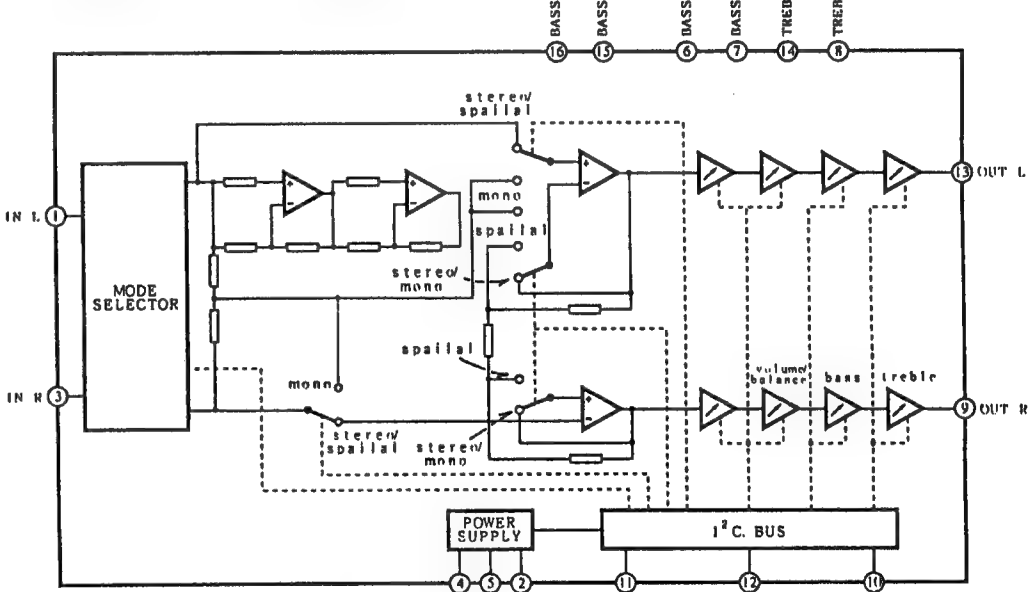 BASS
BASS
BASS
BASS
TREB
TREB
16
15
6
7
14
8
stereo/
spatial
mono
spatial
stereo/
mono
IN L
1
13
OUT L
MODE
SELECTOR
spatial
volume/
balance
bass
treble
mono
IN R
3
9
OUT R
stereo/
spatial
stereo/
mono
POWER
SUPPLY
I²C. BUS
4
5
2
11
12
10
+
-
+
-
+
-
+
-